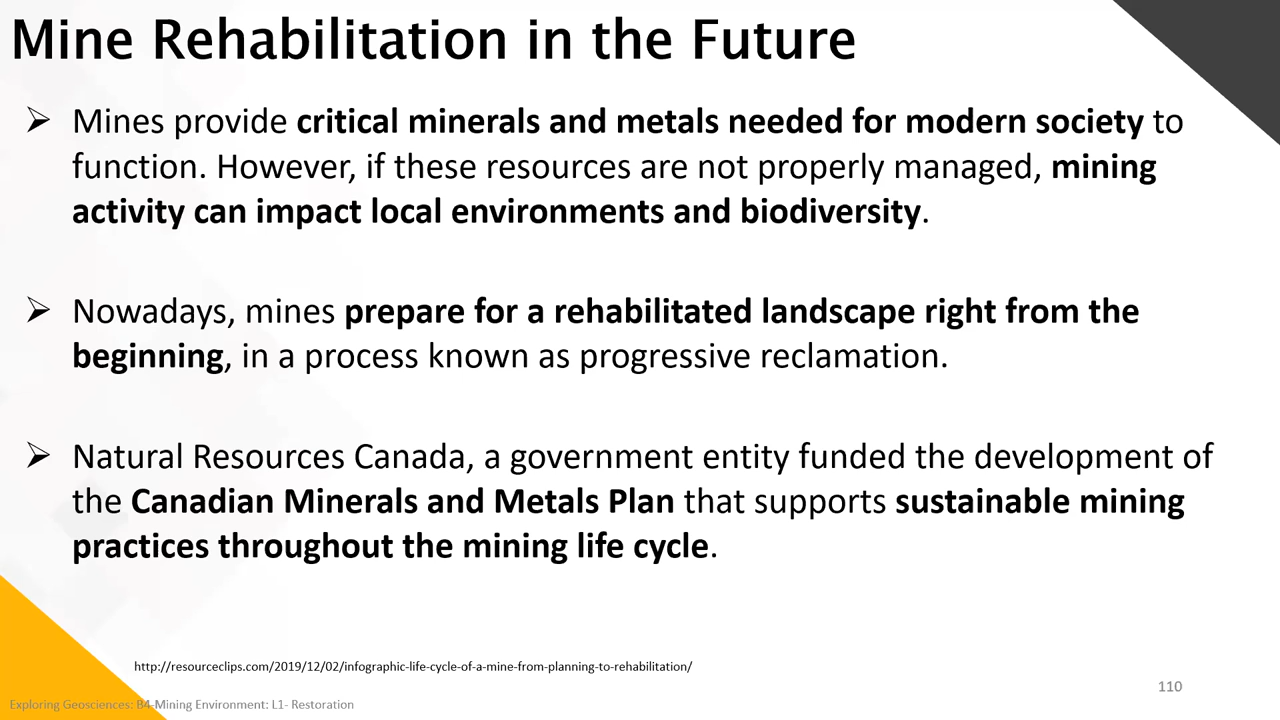 Mine Rehabilitation in the Future
➢ Mines provide critical minerals and metals needed for modern society to
function. However, if these resources are not properly managed, mining
activity can impact local environments and biodiversity.
➢ Nowadays, mines prepare for a rehabilitated landscape right from the
beginning, in a process known as progressive reclamation.
➢ Natural Resources Canada, a government entity funded the development of
the Canadian Minerals and Metals Plan that supports sustainable mining
practices throughout the mining life cycle.
http://resourceclips.com/2019/12/02/infographic-life-cycle-of-a-mine-from-planning-to-rehabilitation/
110
Exploring Geosciences: B4-Mining Environment: L1- Restoration